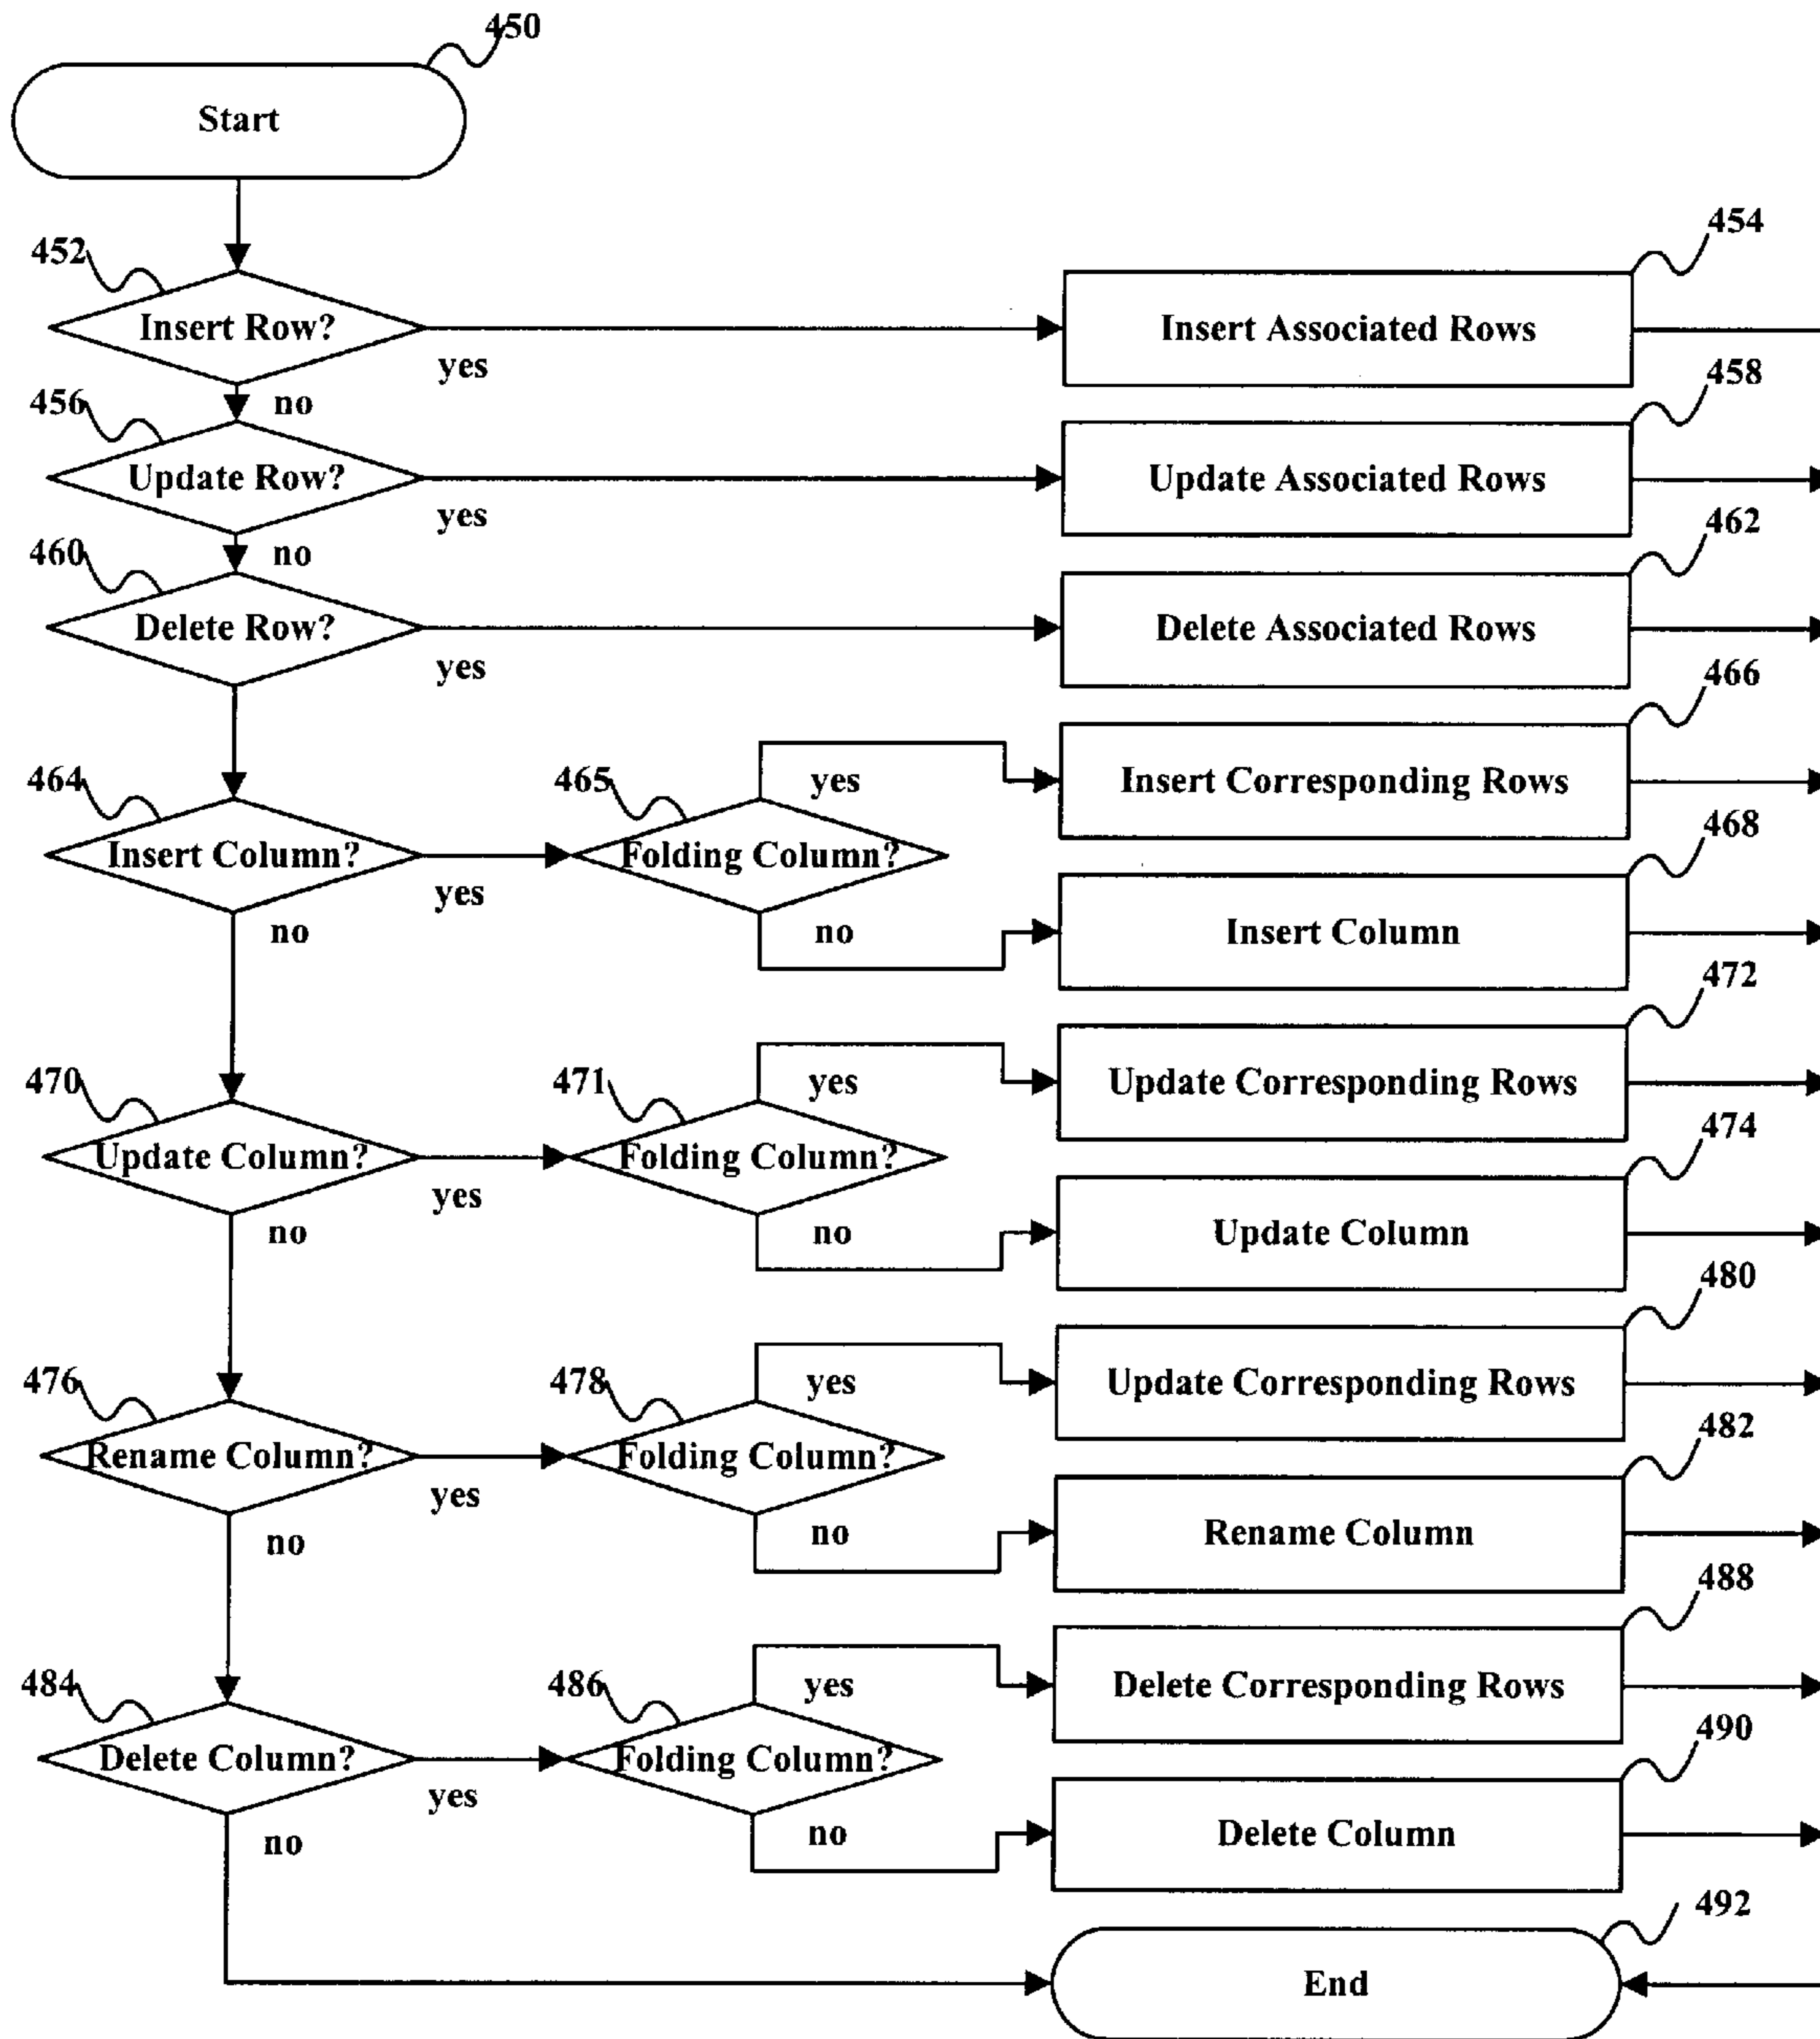 450
Start
452
Insert Row?
yes
no
454
Insert Associated Rows
456
Update Row?
yes
no
458
Update Associated Rows
460
Delete Row?
yes
462
Delete Associated Rows
464
Insert Column?
yes
no
465
Folding Column?
yes
no
466
Insert Corresponding Rows
468
Insert Column
470
Update Column?
yes
no
471
Folding Column?
yes
no
472
Update Corresponding Rows
474
Update Column
476
Rename Column?
yes
no
478
Folding Column?
yes
no
480
Update Corresponding Rows
482
Rename Column
484
Delete Column?
yes
no
486
Folding Column?
yes
no
488
Delete Corresponding Rows
490
Delete Column
492
End